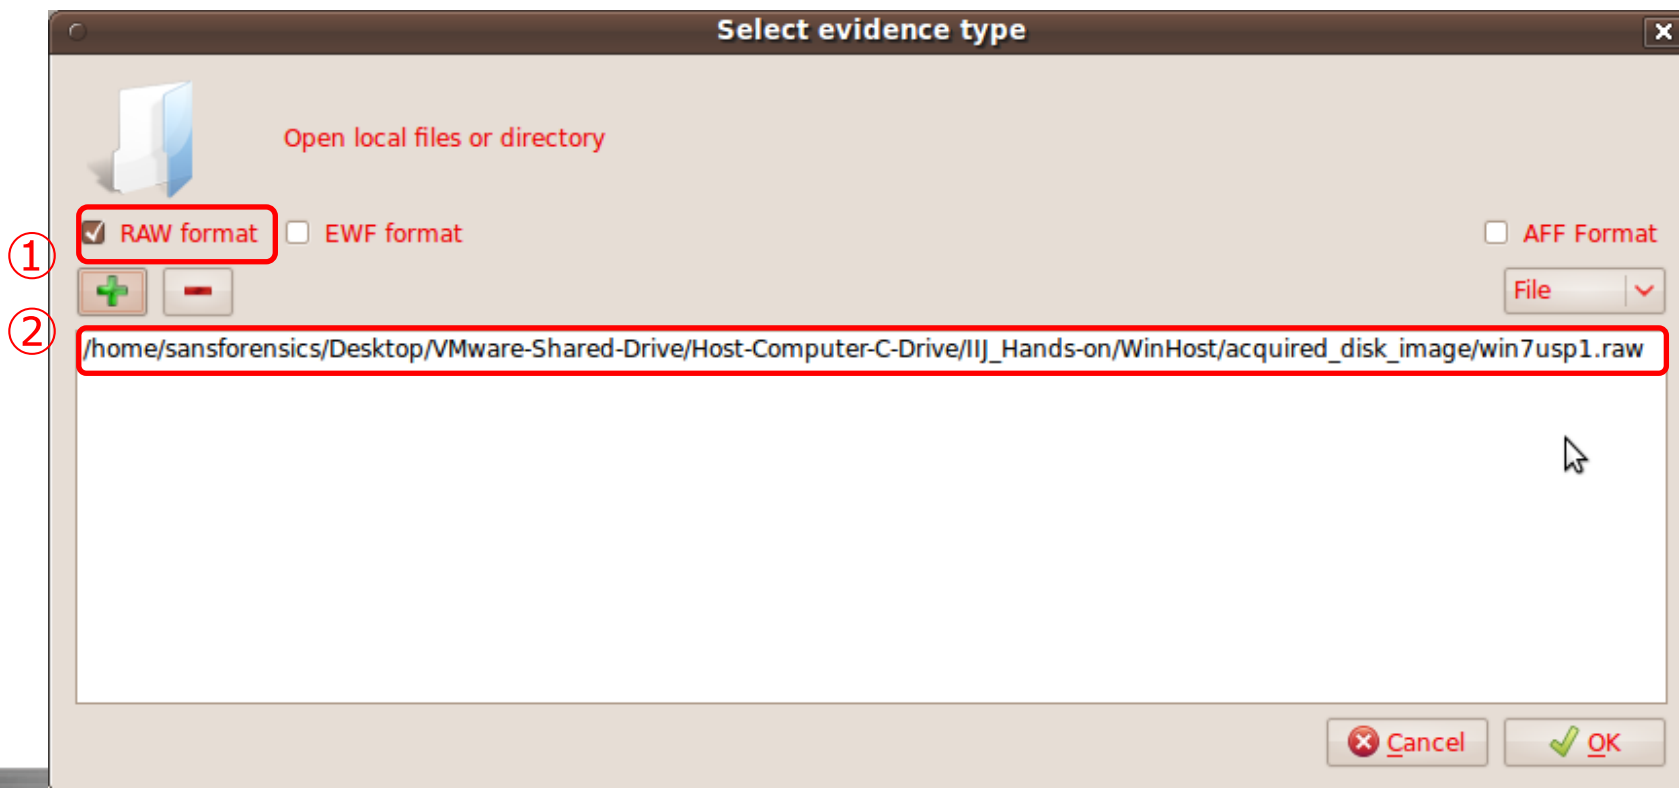 Select evidence type
Open local files or directory
① RAW format EWF format AFF Format
File
② /home/sansforensics/Desktop/VMware-Shared-Drive/Host-Computer-C-Drive/IIJ_Hands-on/WinHost/acquired_disk_image/win7usp1.raw
Cancel OK